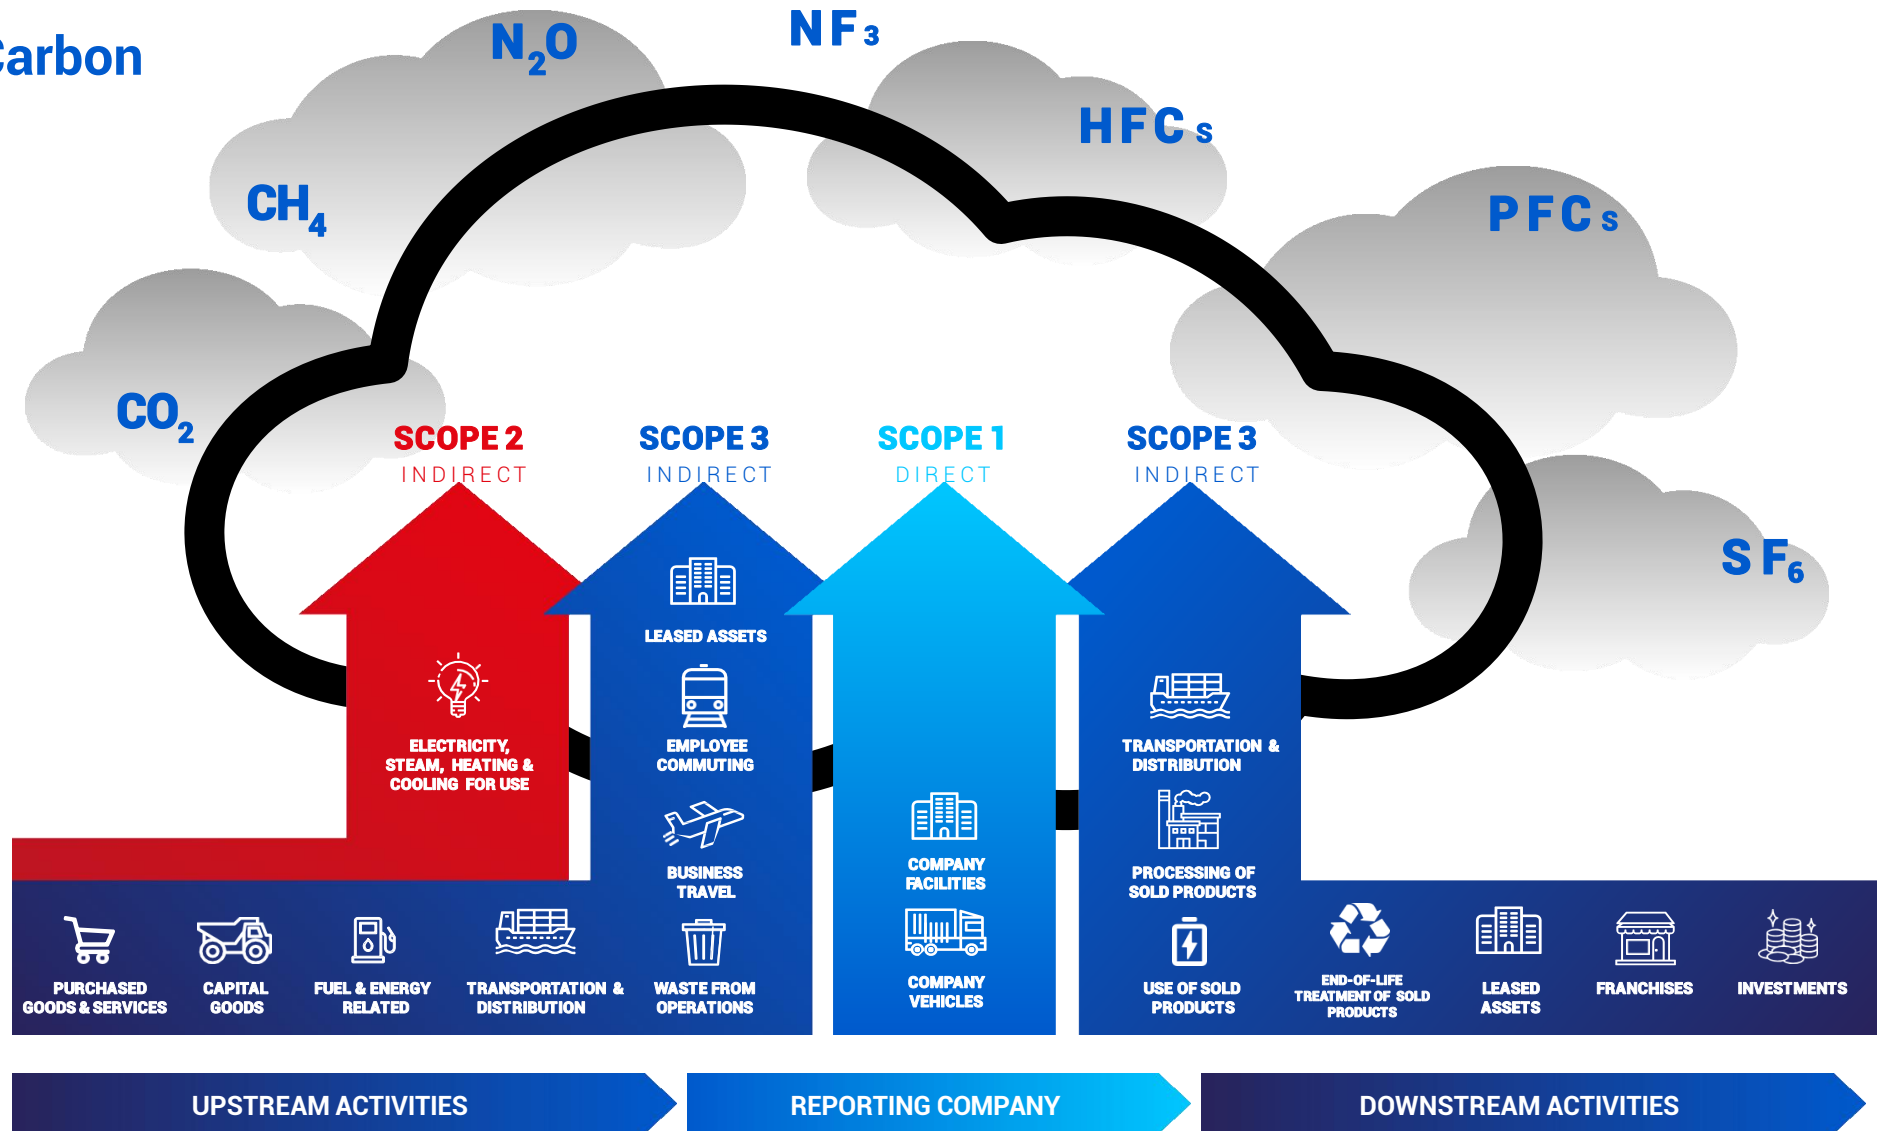 Carbon
N₂O
NF₃
HFCs
CH₄
PFCs
CO₂
SF₆
SCOPE 2
INDIRECT
SCOPE 3
INDIRECT
SCOPE 1
DIRECT
SCOPE 3
INDIRECT
ELECTRICITY,
STEAM, HEATING &
COOLING FOR USE
LEASED ASSETS
EMPLOYEE
COMMUTING
BUSINESS
TRAVEL
WASTE FROM
OPERATIONS
COMPANY
FACILITIES
COMPANY
VEHICLES
TRANSPORTATION &
DISTRIBUTION
PROCESSING OF
SOLD PRODUCTS
USE OF SOLD
PRODUCTS
PURCHASED
GOODS & SERVICES
CAPITAL
GOODS
FUEL & ENERGY
RELATED
TRANSPORTATION &
DISTRIBUTION
END-OF-LIFE
TREATMENT OF SOLD
PRODUCTS
LEASED
ASSETS
FRANCHISES
INVESTMENTS
UPSTREAM ACTIVITIES
REPORTING COMPANY
DOWNSTREAM ACTIVITIES